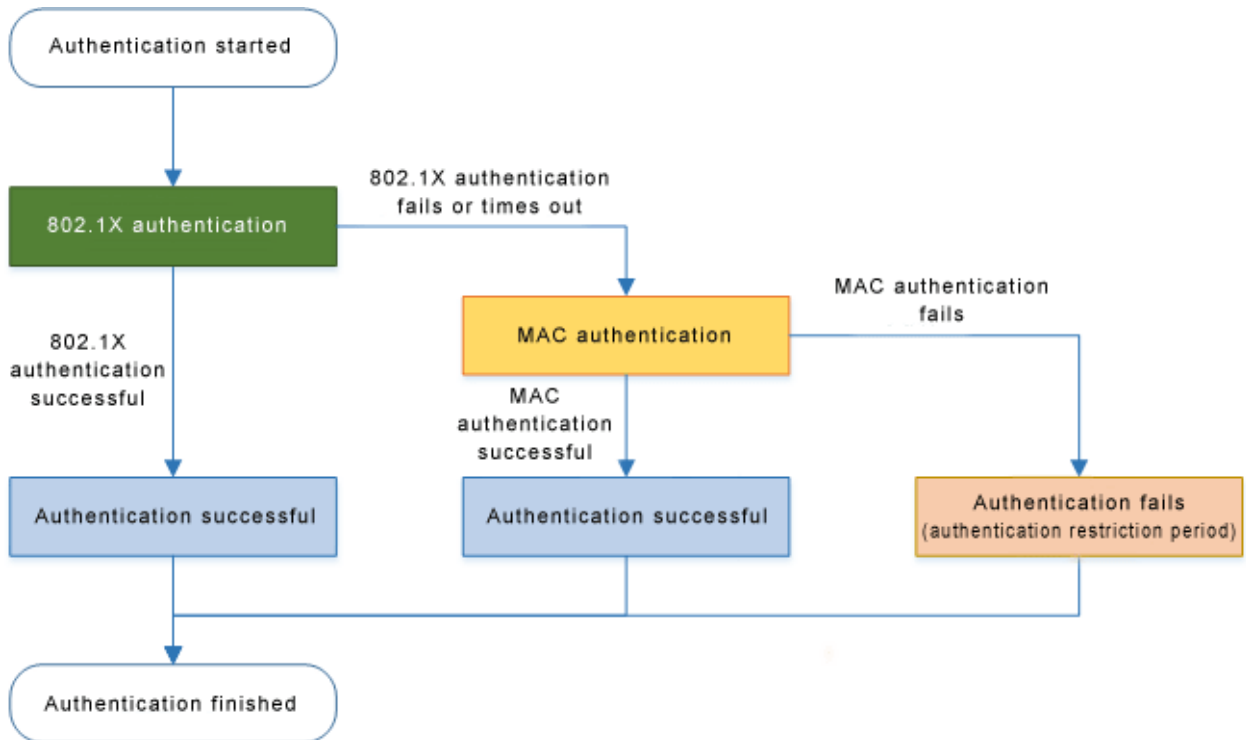 Authentication started
802.1X authentication
fails or times out
802.1X authentication
MAC authentication
fails
MAC authentication
802.1X
authentication
successful
MAC
authentication
successful
Authentication successful
Authentication successful
Authentication fails
(authentication restriction period)
Authentication finished